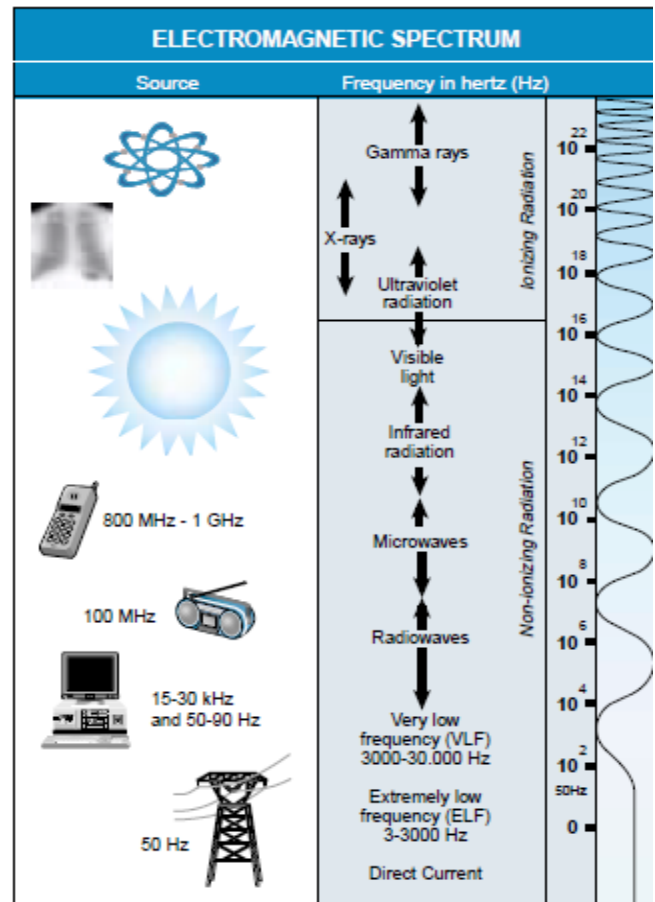 ELECTROMAGNETIC SPECTRUM
Source
Frequency in hertz (Hz)
Gamma rays
X-rays
Ultraviolet
radiation
Visible
light
Infrared
radiation
Microwaves
Radiowaves
Very low
frequency (VLF)
3000-30.000 Hz
Extremely low
frequency (ELF)
3-3000 Hz
Direct Current
800 MHz - 1 GHz
100 MHz
15-30 kHz
and 50-90 Hz
50 Hz
Ionizing Radiation
Non-ionizing Radiation
10^22
10^20
10^18
10^16
10^14
10^12
10^10
10^8
10^6
10^4
10^2
50Hz
0